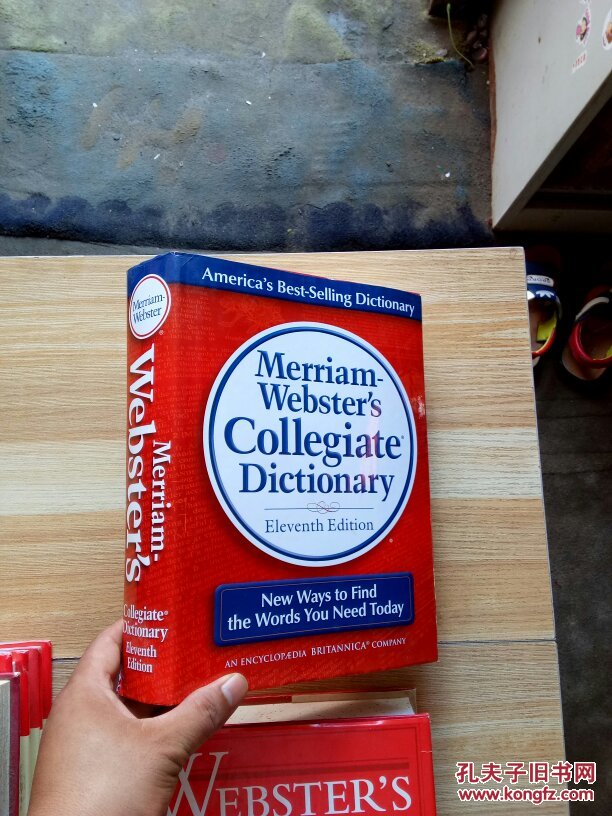 America's Best-Selling Dictionary
Merriam-
Webster's
Collegiate®
Dictionary
Eleventh Edition
New Ways to Find
the Words You Need Today
AN ENCYCLOPÆDIA BRITANNICA® COMPANY
Merriam-
Webster
®
Merriam-
Webster's
Collegiate®
Dictionary
Eleventh
Edition
WEBSTER'S
孔夫子旧书网
www.kongfz.com